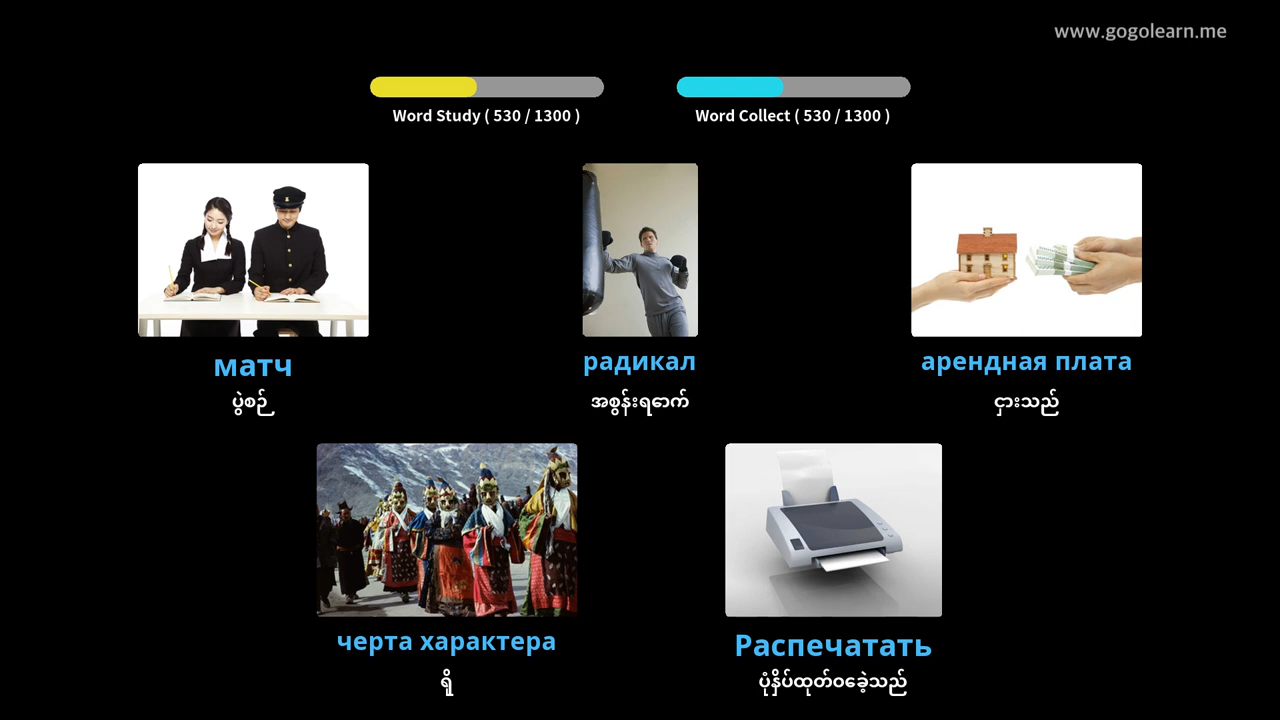 www.gogolearn.me
Word Study ( 530 / 1300 )
Word Collect ( 530 / 1300 )
матч
ပွဲစဉ်
радикал
အစွန်းရောက်
арендная плата
ငှားသည်
черта характера
ရှိ
Распечатать
ပုံနှိပ်ထုတ်ဝေခဲ့သည်